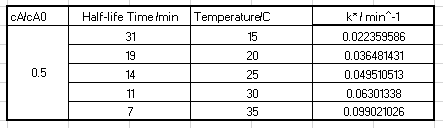 cA/cA0 Half-life Time /min Temperature/C k* / min^-1
31 15 0.022359586
19 20 0.036481431
0.5 14 25 0.049510513
11 30 0.06301338
7 35 0.099021026